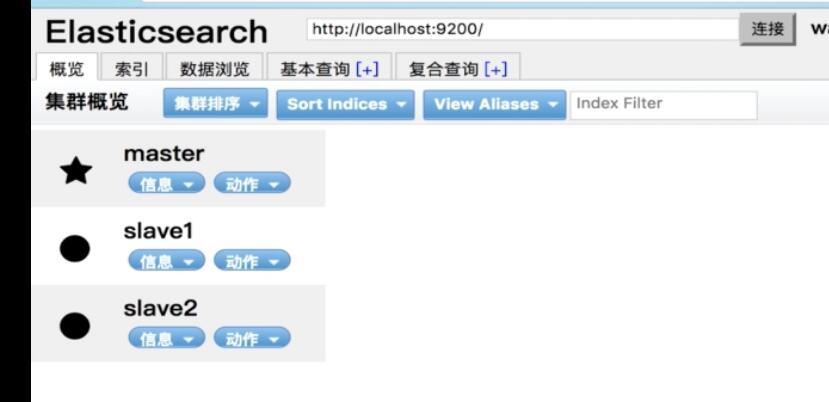 Elasticsearch http://localhost:9200/ 连接
概览 索引 数据浏览 基本查询 [+] 复合查询 [+]
集群概览 集群排序 Sort Indices View Aliases Index Filter
master
信息 动作
slave1
信息 动作
slave2
信息 动作